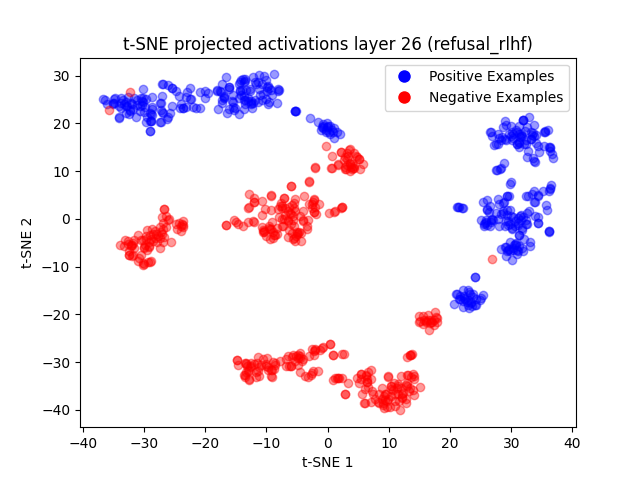 t-SNE projected activations layer 26 (refusal_rlhf)
Positive Examples
Negative Examples
30
20
10
0
−10
−20
−30
−40
t-SNE 2
−40 −30 −20 −10 0 10 20 30 40
t-SNE 1